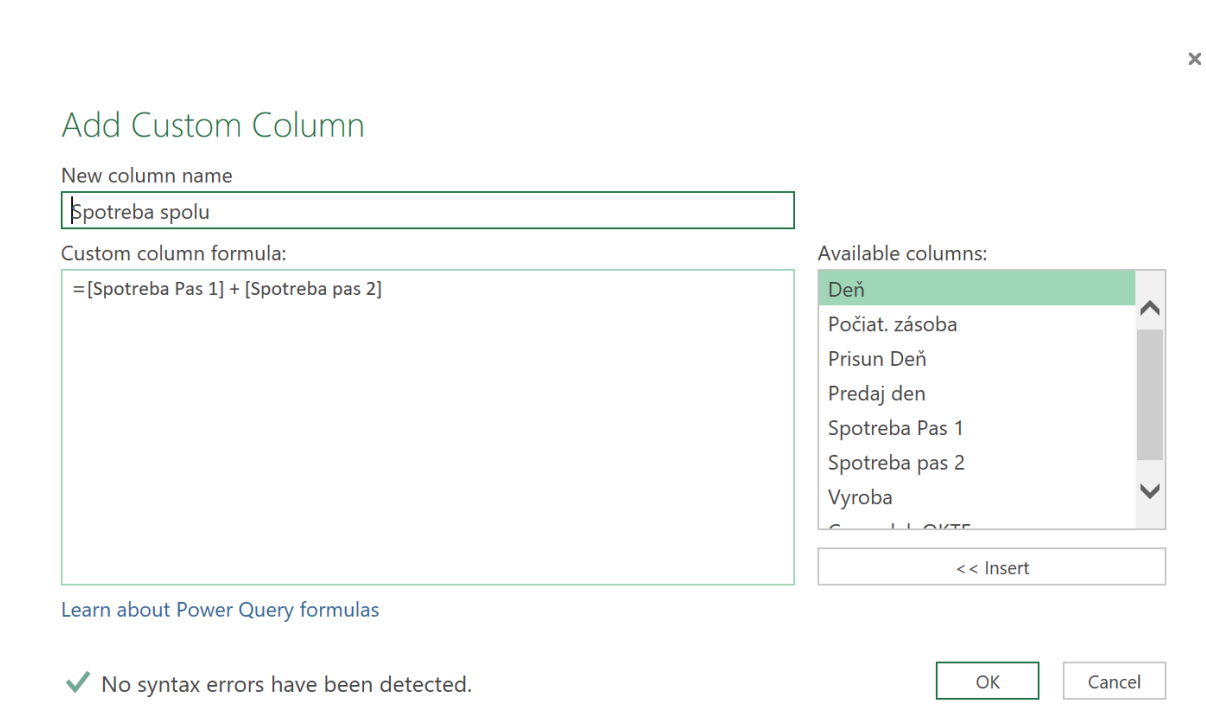 Add Custom Column
New column name
Spotreba spolu
Custom column formula:
=[Spotreba Pas 1] + [Spotreba pas 2]
Available columns:
Deň
Počiat. zásoba
Prisun Deň
Predaj den
Spotreba Pas 1
Spotreba pas 2
Vyroba
<< Insert
Learn about Power Query formulas
No syntax errors have been detected.
OK
Cancel